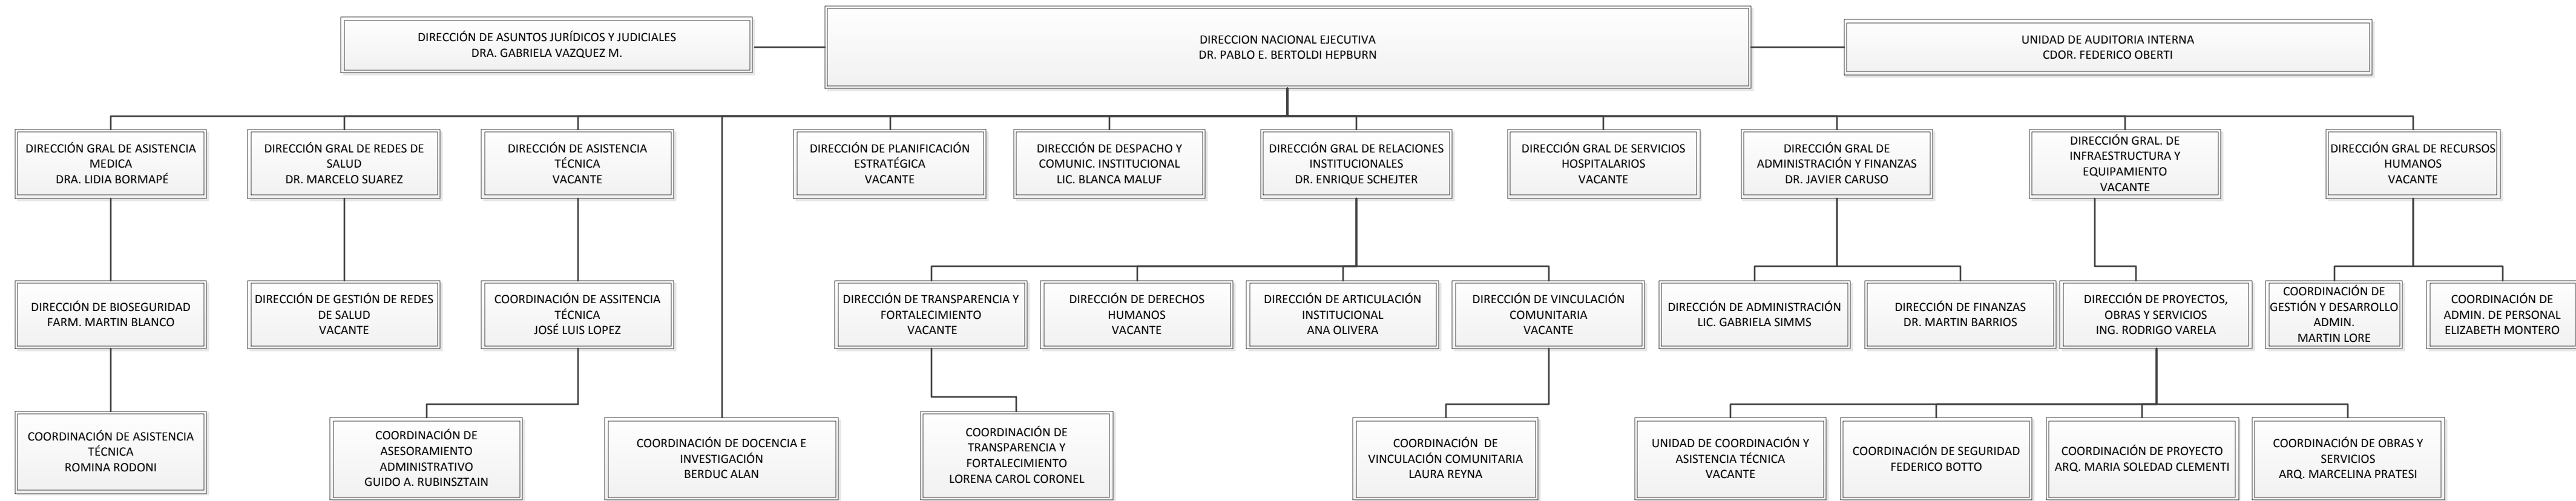 DIRECCIÓN DE ASUNTOS JURÍDICOS Y JUDICIALES
DRA. GABRIELA VAZQUEZ M.
DIRECCION NACIONAL EJECUTIVA
DR. PABLO E. BERTOLDI HEPBURN
UNIDAD DE AUDITORIA INTERNA
CDOR. FEDERICO OBERTI
DIRECCIÓN GRAL DE ASISTENCIA
MEDICA
DRA. LIDIA BORMAPÉ
DIRECCIÓN GRAL DE REDES DE
SALUD
DR. MARCELO SUAREZ
DIRECCIÓN DE ASISTENCIA
TÉCNICA
VACANTE
DIRECCIÓN DE PLANIFICACIÓN
ESTRATÉGICA
VACANTE
DIRECCIÓN DE DESPACHO Y
COMUNIC. INSTITUCIONAL
LIC. BLANCA MALUF
DIRECCIÓN GRAL DE RELACIONES
INSTITUCIONALES
DR. ENRIQUE SCHEJTER
DIRECCIÓN GRAL DE SERVICIOS
HOSPITALARIOS
VACANTE
DIRECCIÓN GRAL DE
ADMINISTRACIÓN Y FINANZAS
DR. JAVIER CARUSO
DIRECCIÓN GRAL. DE
INFRAESTRUCTURA Y
EQUIPAMIENTO
VACANTE
DIRECCIÓN GRAL DE RECURSOS
HUMANOS
VACANTE
DIRECCIÓN DE BIOSEGURIDAD
FARM. MARTIN BLANCO
DIRECCIÓN DE GESTIÓN DE REDES
DE SALUD
VACANTE
COORDINACIÓN DE ASSITENCIA
TÉCNICA
JOSÉ LUIS LOPEZ
DIRECCIÓN DE TRANSPARENCIA Y
FORTALECIMIENTO
VACANTE
DIRECCIÓN DE DERECHOS
HUMANOS
VACANTE
DIRECCIÓN DE ARTICULACIÓN
INSTITUCIONAL
ANA OLIVERA
DIRECCIÓN DE VINCULACIÓN
COMUNITARIA
VACANTE
DIRECCIÓN DE ADMINISTRACIÓN
LIC. GABRIELA SIMMS
DIRECCIÓN DE FINANZAS
DR. MARTIN BARRIOS
DIRECCIÓN DE PROYECTOS,
OBRAS Y SERVICIOS
ING. RODRIGO VARELA
COORDINACIÓN DE
GESTIÓN Y DESARROLLO
ADMIN.
MARTIN LORE
COORDINACIÓN DE
ADMIN. DE PERSONAL
ELIZABETH MONTERO
COORDINACIÓN DE ASISTENCIA
TÉCNICA
ROMINA RODONI
COORDINACIÓN DE
ASESORAMIENTO
ADMINISTRATIVO
GUIDO A. RUBINSZTAIN
COORDINACIÓN DE DOCENCIA E
INVESTIGACIÓN
BERDUC ALAN
COORDINACIÓN DE
TRANSPARENCIA Y
FORTALECIMIENTO
LORENA CAROL CORONEL
COORDINACIÓN DE
VINCULACIÓN COMUNITARIA
LAURA REYNA
UNIDAD DE COORDINACIÓN Y
ASISTENCIA TÉCNICA
VACANTE
COORDINACIÓN DE SEGURIDAD
FEDERICO BOTTO
COORDINACIÓN DE PROYECTO
ARQ. MARIA SOLEDAD CLEMENTI
COORDINACIÓN DE OBRAS Y
SERVICIOS
ARQ. MARCELINA PRATESI